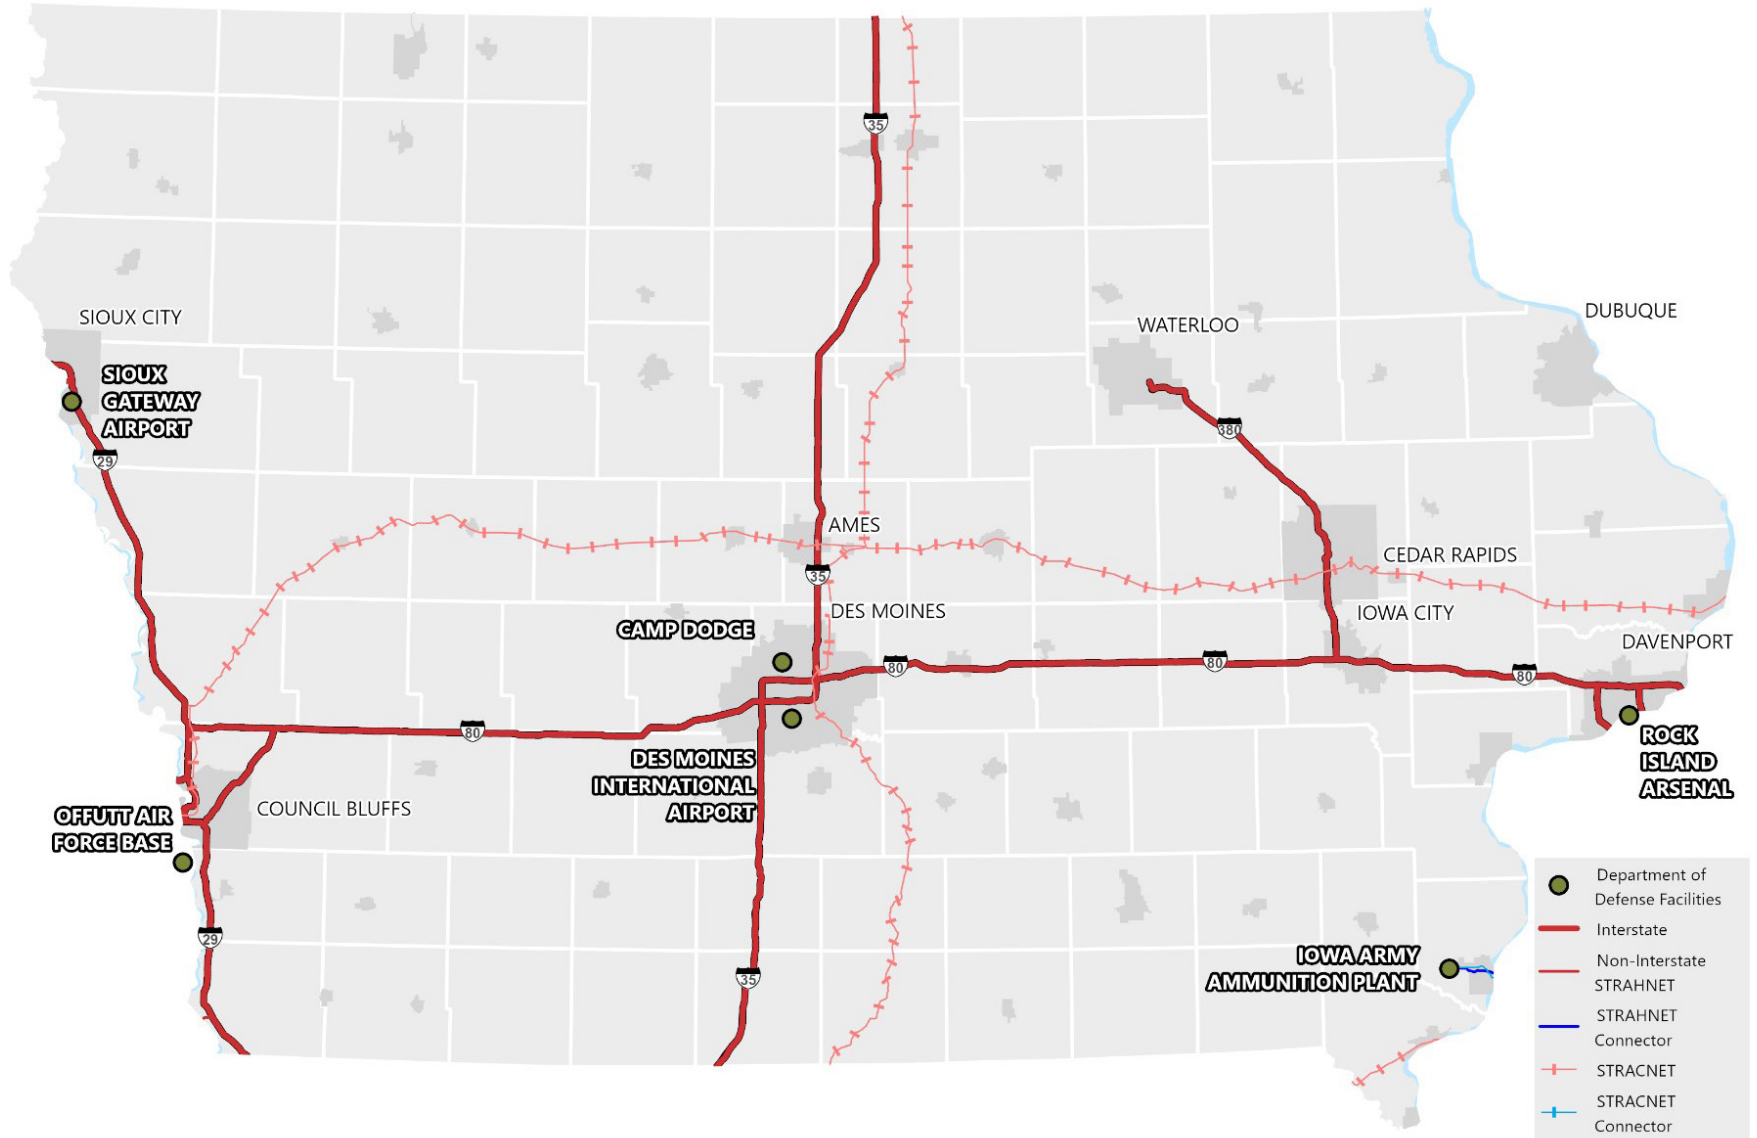 35
SIOUX CITY
DUBUQUE
WATERLOO
SIOUX
GATEWAY
AIRPORT
380
29
AMES
CEDAR RAPIDS
35
DES MOINES
IOWA CITY
CAMP DODGE
DAVENPORT
80
80
80
80
ROCK
ISLAND
ARSENAL
DES MOINES
INTERNATIONAL
AIRPORT
COUNCIL BLUFFS
OFFUTT AIR
FORCE BASE
29
35
IOWA ARMY
AMMUNITION PLANT
Department of
Defense Facilities
Interstate
Non-Interstate
STRAHNET
STRAHNET
Connector
STRACNET
STRACNET
Connector